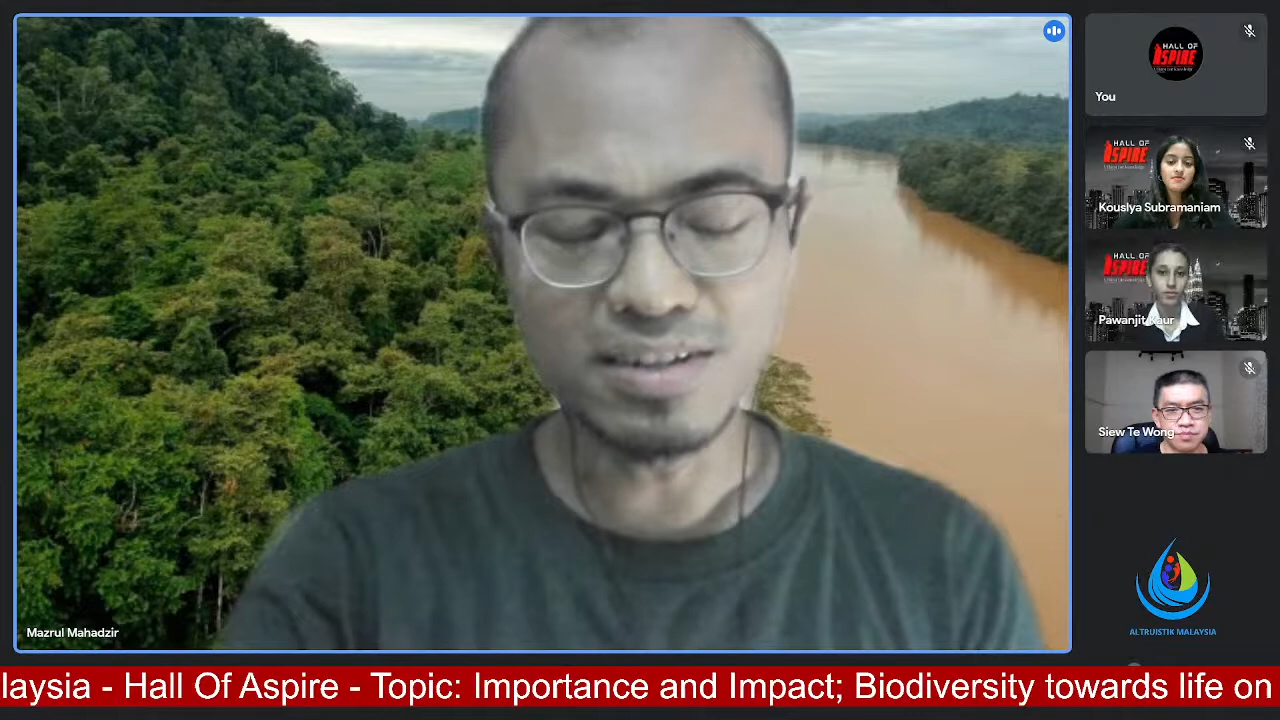 Mazrul Mahadzir
HALL OF
ASPIRE
You
HALL OF
ASPIRE
Kouslya Subramaniam
HALL OF
ASPIRE
Pawanjit Kaur
Siew Te Wong
ALTRUISTIK MALAYSIA
laysia - Hall Of Aspire - Topic: Importance and Impact; Biodiversity towards life on